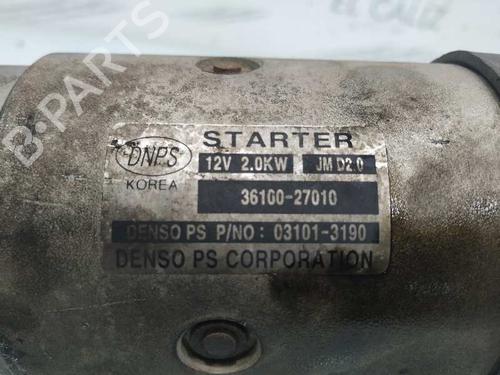 DNPS
KOREA
STARTER
12V 2.0KW JM D2.0
36100-27010
DENSO PS P/NO : 03101-3190
DENSO PS CORPORATION